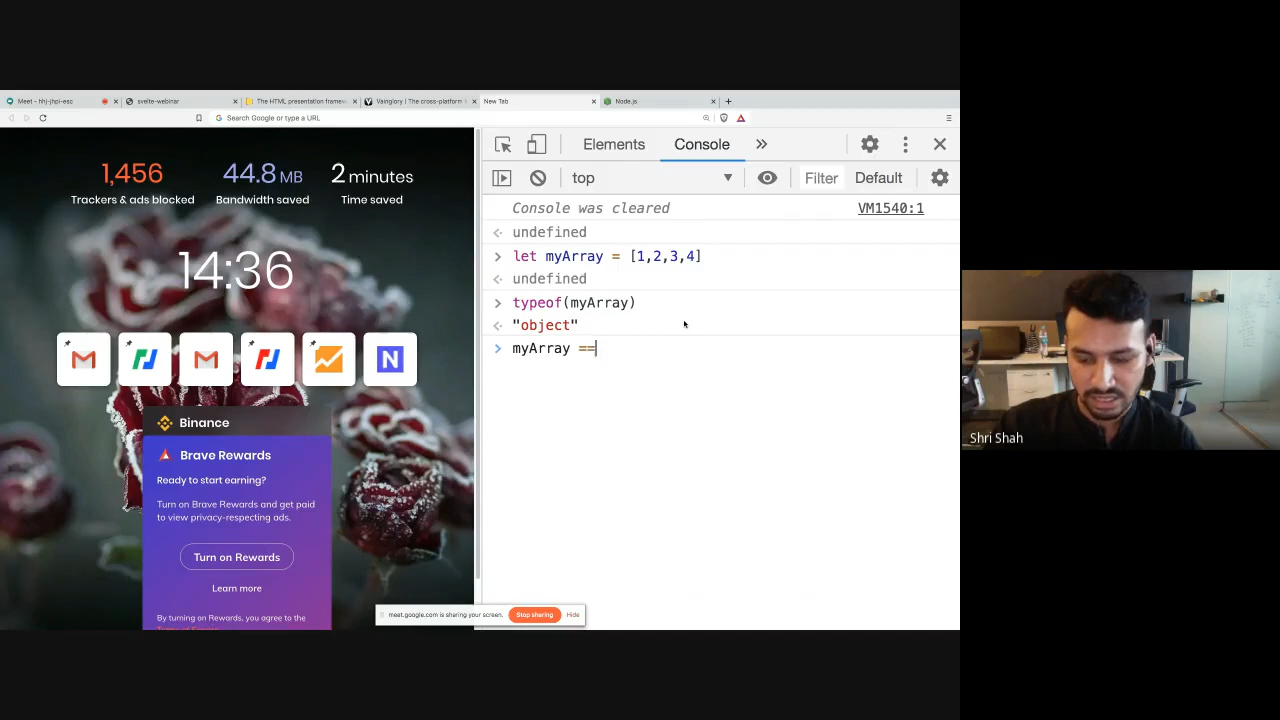 Meet - hhj-jhpi-esc
svelte-webinar
The HTML presentation framew
Vainglory | The cross-platform
New Tab
Node.js
Search Google or type a URL
1,456
Trackers & ads blocked
44.8 MB
Bandwidth saved
2 minutes
Time saved
14:36
N
Binance
Brave Rewards
Ready to start earning?
Turn on Brave Rewards and get paid
to view privacy-respecting ads.
Turn on Rewards
Learn more
By turning on Rewards, you agree to the
Elements
Console
top
Filter
Default
Console was cleared
VM1540:1
undefined
let myArray = [1,2,3,4]
undefined
typeof(myArray)
"object"
myArray ==
meet.google.com is sharing your screen.
Stop sharing
Hide
Shri Shah